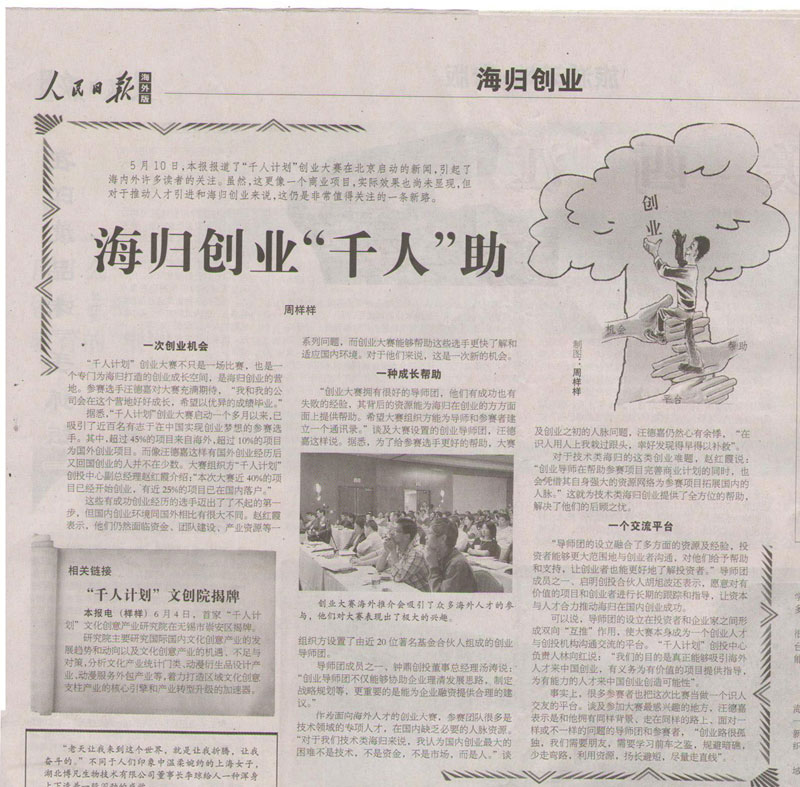 人民日报
海外版
海归创业
5月10日,本报报道了“千人计划”创业大赛在北京启动的新闻,引起了
海内外许多读者的关注。虽然,这更像一个商业项目,实际效果也尚未显现,但
对于推动人才引进和海归创业来说,这仍是非常值得关注的一条新路。
海归创业“千人”助
周样样
一次创业机会
“千人计划”创业大赛不只是一场比赛,也是一
个专门为海归打造的创业成长空间,是海归创业的营
地。参赛选手汪德嘉对大赛充满期待,“我和我的公
司会在这个营地好好成长,希望以优异的成绩毕业。”
据悉,“千人计划”创业大赛启动一个多月以来,已
吸引了近百名有志于在中国实现创业梦想的参赛选
手。其中,超过45%的项目来自海外,超过10%的项目
为国外创业项目。而像汪德嘉这样有国外创业经历后
又回国创业的人并不在少数。大赛组织方“千人计划”
创投中心副总经理赵红霞介绍:“本次大赛近40%的项
目已经开始创业,有近25%的项目已在国内落户。”
这些有成功创业经历的选手迈出了了不起的第一
步,但国内创业环境同国外相比有很大不同。赵红霞
表示,他们仍然面临资金、团队建设、产业资源等一
系列问题,而创业大赛能够帮助这些选手更快了解和
适应国内环境。对于他们来说,这是一次新的机会。
一种成长帮助
“创业大赛拥有很好的导师团,他们有成功也有
失败的经验,其背后的资源能为海归在创业的方方面
面上提供帮助。希望大赛组织方能为导师和参赛者建
立一个通讯录。”谈及大赛设置的创业导师团,汪德
嘉这样说。据悉,为了给参赛选手更好的帮助,大赛
创业大赛海外推介会吸引了众多海外人才的参
与,他们对大赛表现出了极大的兴趣。
组织方设置了由近20位著名基金合伙人组成的创业
导师团。
导师团成员之一、钟鼎创投董事总经理汤涛说:
“创业导师不仅能够协助企业理清发展思路、制定
战略规划等,更重要的是能为企业融资提供合理的建
议。”
作为面向海外人才的创业大赛,参赛团队很多是
技术领域的专项人才,在国内缺乏必要的人脉资源。
“对于我们技术类海归来说,我认为国内创业最大的
困难不是技术,不是资金,不是市场,而是人。”谈
创
业
机会
帮助
平台
制图:周样样
及创业之初的人脉问题,汪德嘉仍然心有余悸,“在
识人用人上我栽过跟头,幸好发现得早得以补救”。
对于技术类海归的这类创业难题,赵红霞说:
“创业导师在帮助参赛项目完善商业计划的同时,也
会凭借其自身强大的资源网络为参赛项目拓展国内的
人脉。”这就为技术类海归创业提供了全方位的帮助,
解决了他们的后顾之忧。
一个交流平台
“导师团的设立融合了多方面的资源及经验,投
资者能够更大范围地与创业者沟通,对他们给予帮助
和支持,让创业者也能更好地了解投资者。”导师团
成员之一、启明创投合伙人胡旭波还表示,愿意对有
价值的项目和创业者进行长期的跟踪和指导,让资本
与人才合力推动海归在国内创业成功。
可以说,导师团的设立在投资者和企业家之间形
成双向“互推”作用,使大赛本身成为一个创业人才
与创投机构沟通交流的平台。“千人计划”创投中心
负责人林向红说:“我们的目的是真正能够吸引海外
人才来中国创业,有义务为有价值的项目提供指导,
为有能力的人才来中国创业创造可能性”。
事实上,很多参赛者也把这次比赛当做一个识人
交友的平台。谈及参加大赛最感兴趣的地方,汪德嘉
表示是和他拥有同样背景、走在同样的路上,面对一
样或不一样的问题的导师团和参赛者,“创业路很孤
独,我们需要朋友,需要学习前车之鉴,规避暗礁,
少走弯路,利用资源,扬长避短,尽量走直线”。
相关链接
“千人计划”文创院揭牌
本报电(样样)6月4日,首家“千人计
划”文化创意产业研究院在无锡市崇安区揭牌。
研究院主要研究国际国内文化创意产业的发
展趋势和动向以及文化创意产业的机遇、不足与
对策,分析文化产业统计门类、动漫衍生品设计产
业、动漫服务外包产业等,着力打造区域文化创意
支柱产业的核心引擎和产业转型升级的加速器。
“老天让我来到这个世界,就是让我折腾,让我
奋斗的。”不同于人们印象中温柔婉约的上海女子,
湖北博凡生物技术有限公司董事长李琼给人一种浑身